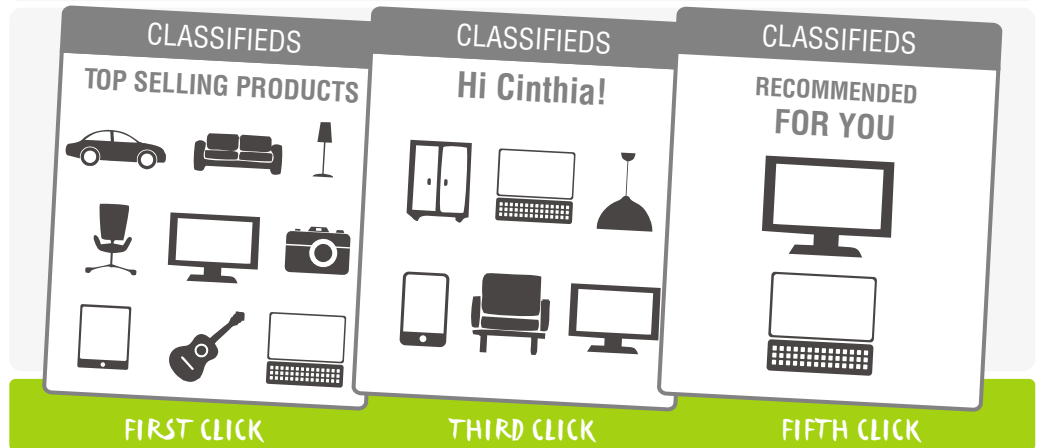 CLASSIFIEDS
TOP SELLING PRODUCTS
FIRST CLICK
CLASSIFIEDS
Hi Cinthia!
THIRD CLICK
CLASSIFIEDS
RECOMMENDED
FOR YOU
FIFTH CLICK